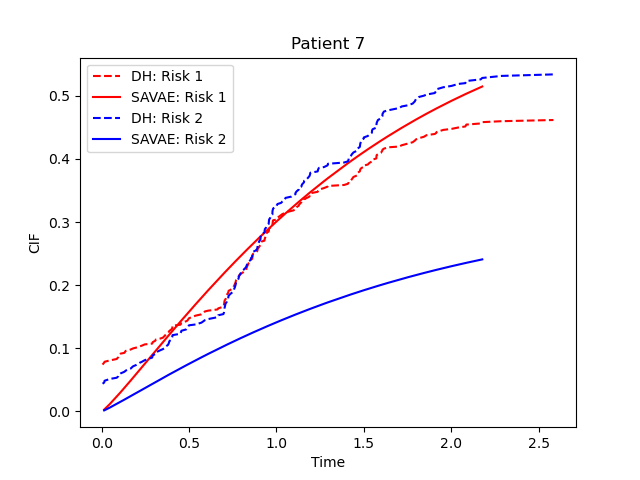 Patient 7
DH: Risk 1
SAVAE: Risk 1
DH: Risk 2
SAVAE: Risk 2
CIF
0.5
0.4
0.3
0.2
0.1
0.0
0.0 0.5 1.0 1.5 2.0 2.5
Time